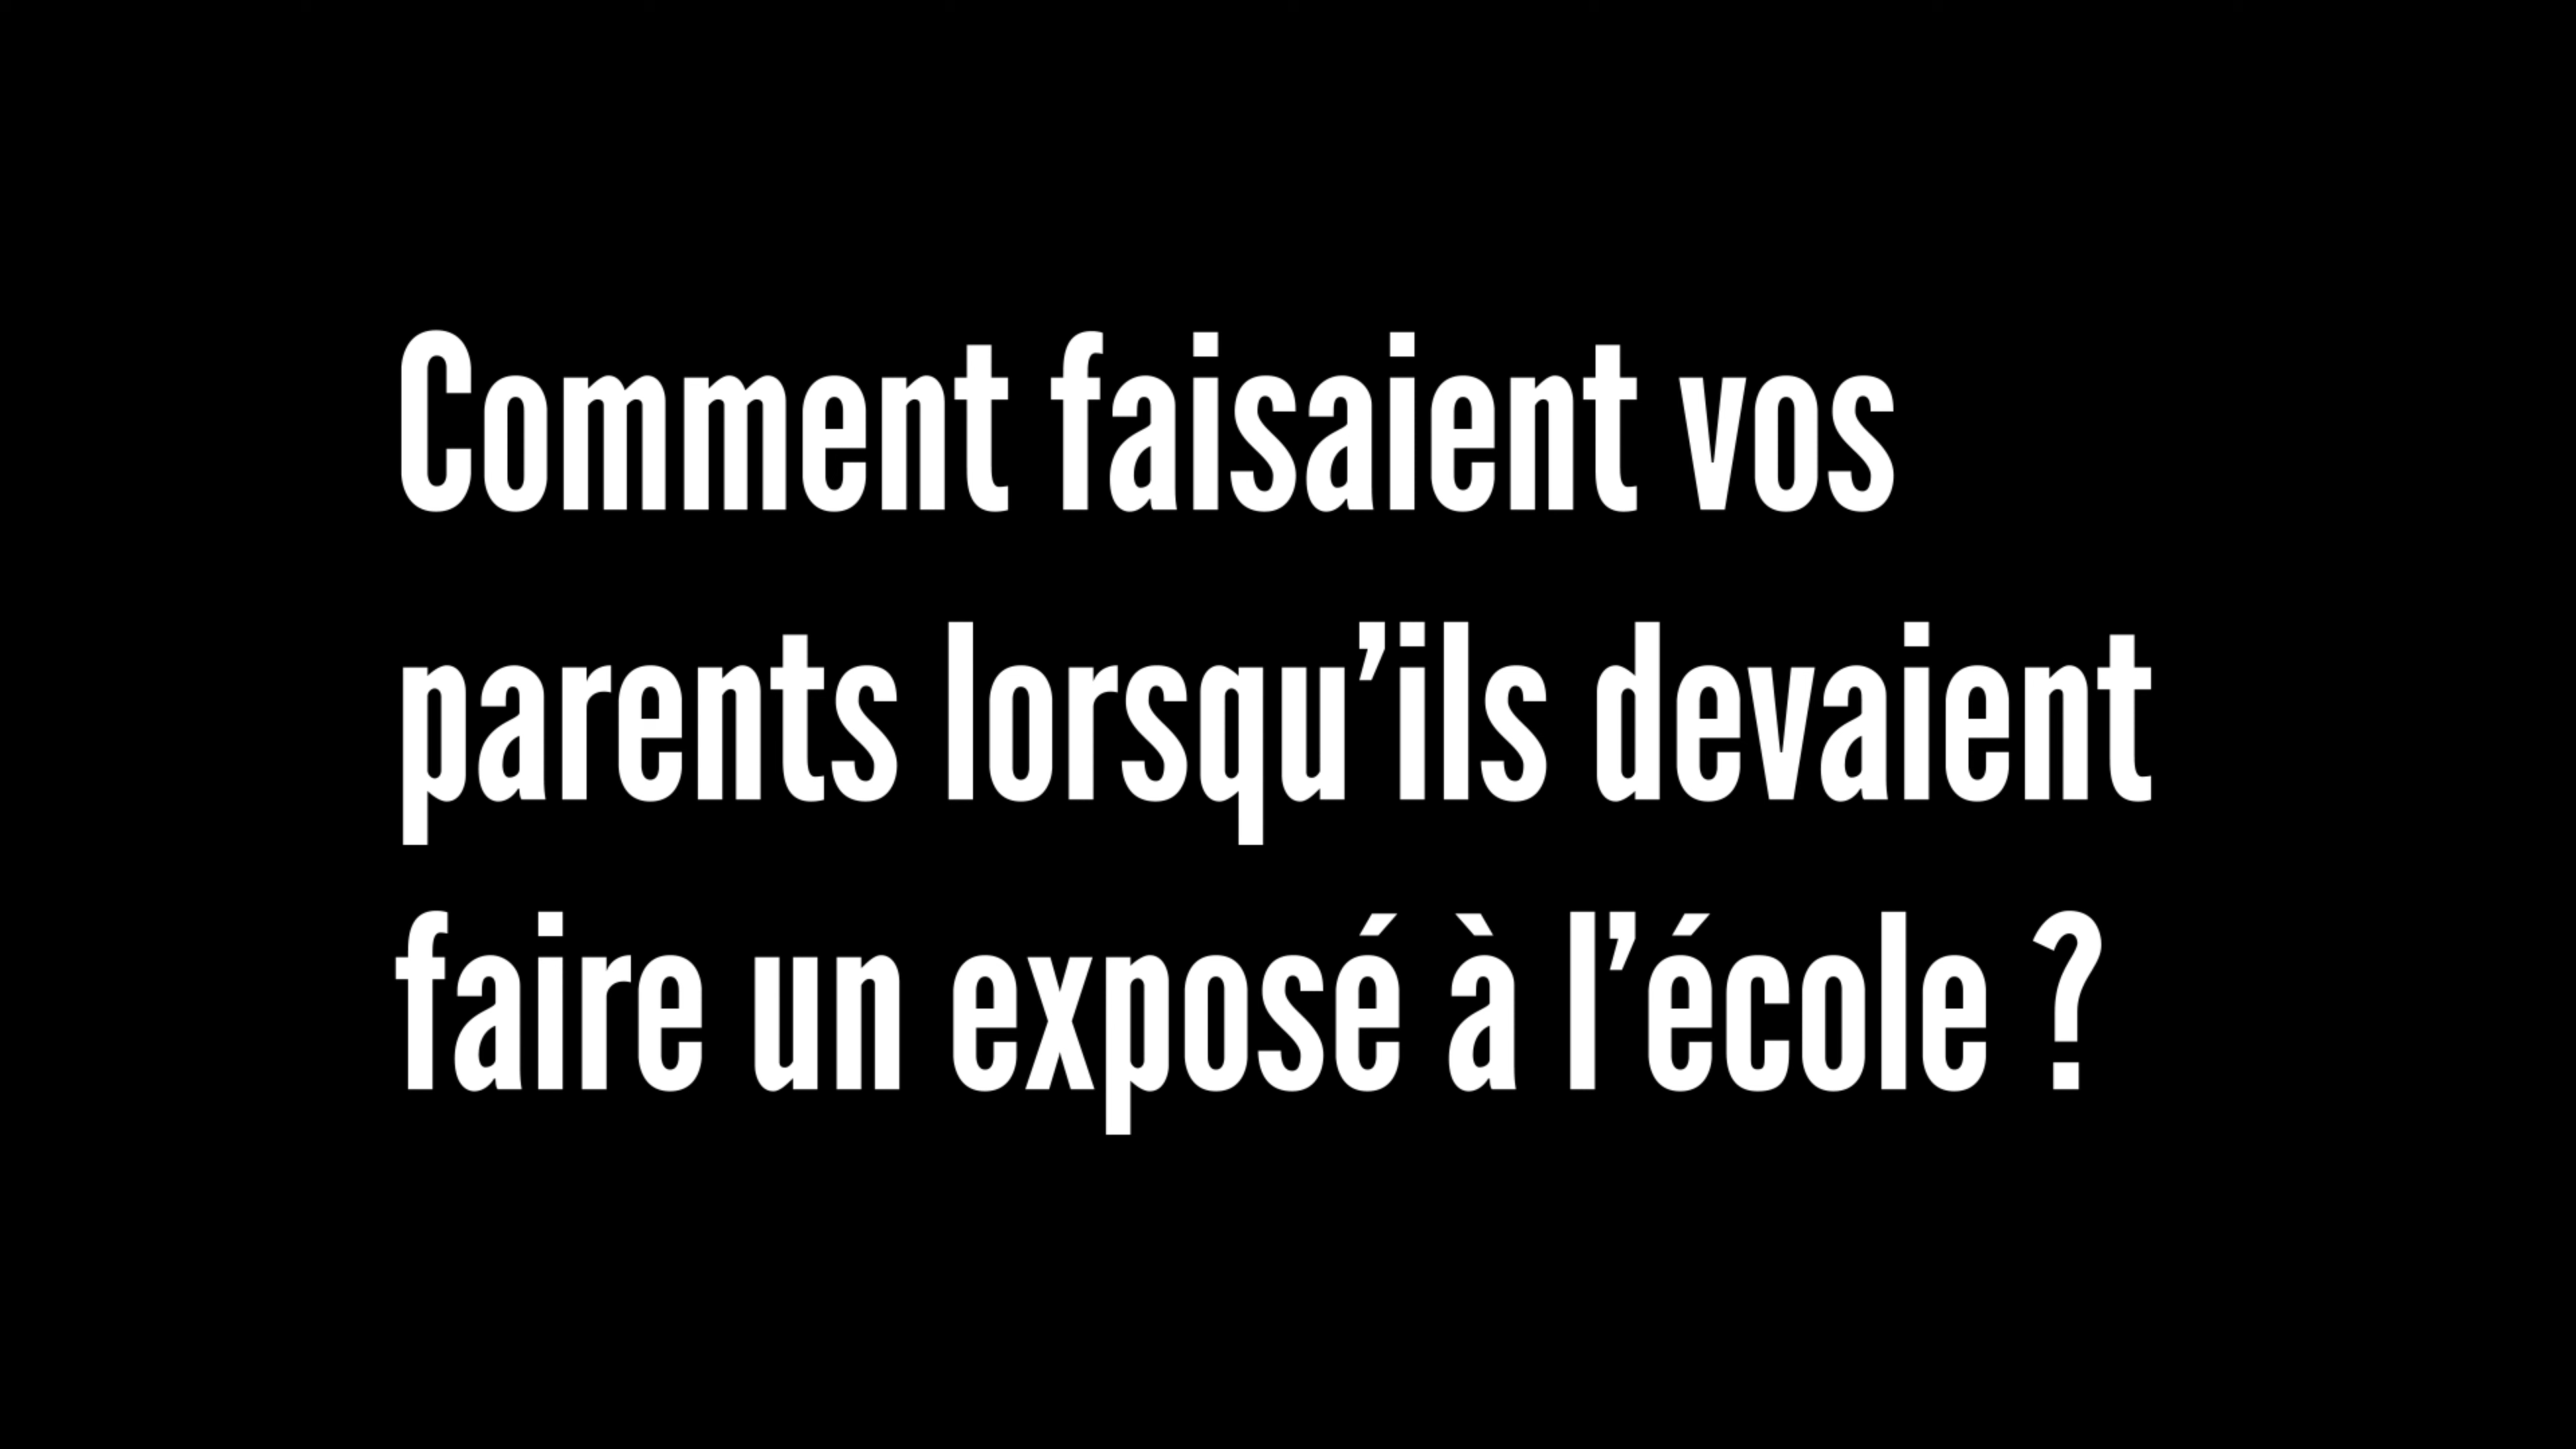 Comment faisaient vos
parents lorsqu’ils devaient
faire un exposé à l’école ?